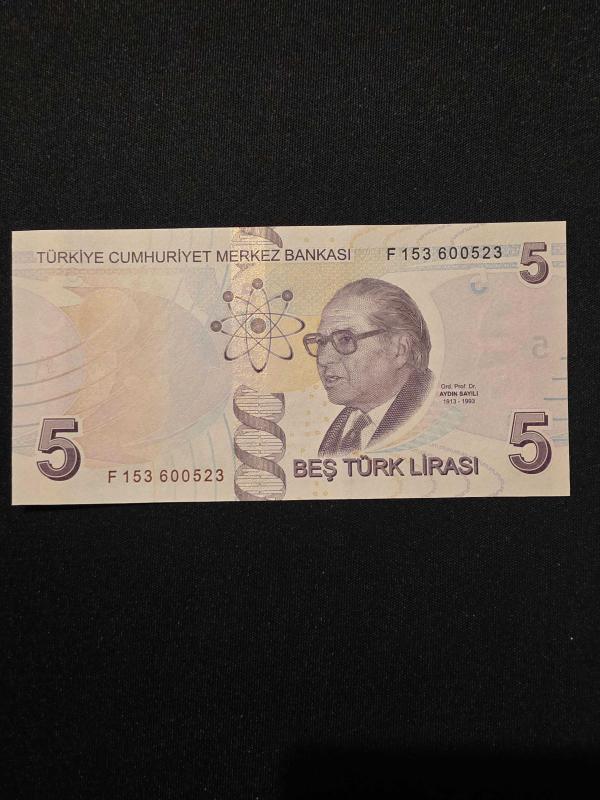 TÜRKİYE CUMHURİYET MERKEZ BANKASI F 153 600523 5
Ord. Prof. Dr.
AYDIN SAYILI
1913 - 1993
5 F 153 600523 BEŞ TÜRK LİRASI 5